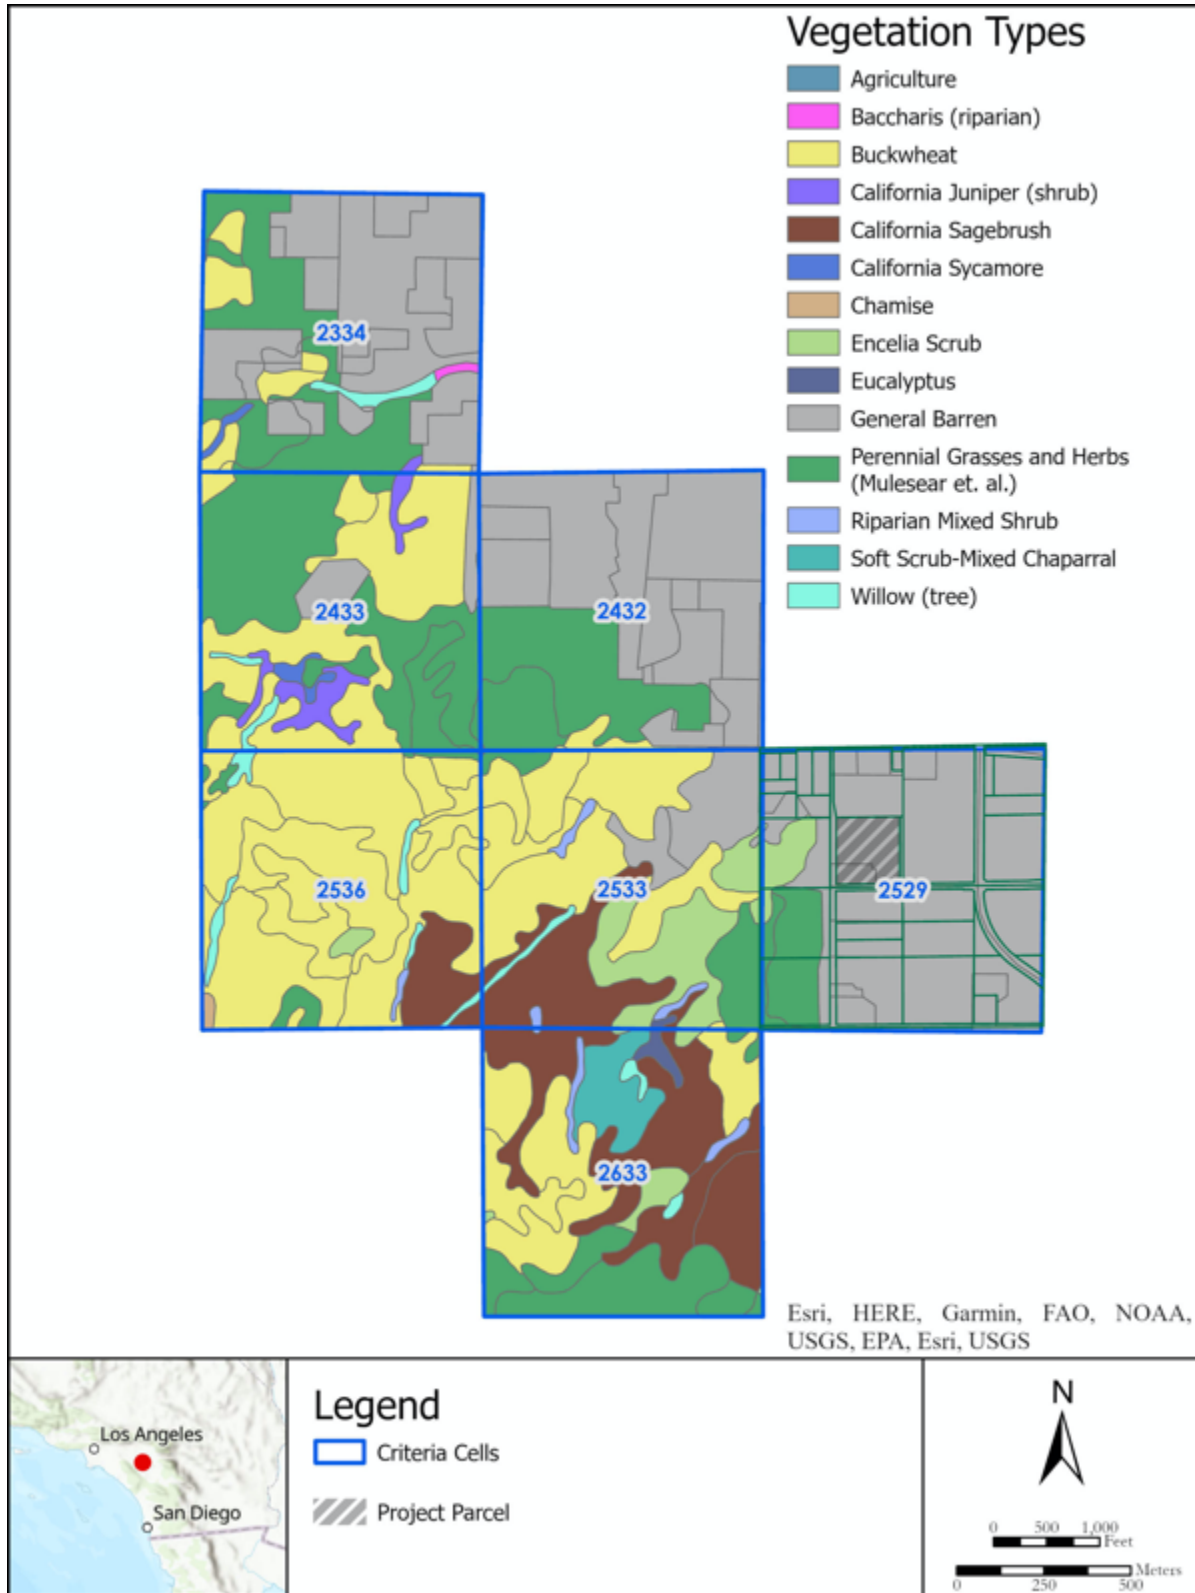 Vegetation Types
Agriculture
Baccharis (riparian)
Buckwheat
California Juniper (shrub)
California Sagebrush
California Sycamore
Chamise
Encelia Scrub
Eucalyptus
General Barren
Perennial Grasses and Herbs
(Mulesear et. al.)
Riparian Mixed Shrub
Soft Scrub-Mixed Chaparral
Willow (tree)
2334
2433
2432
2536
2533
2529
2633
Esri, HERE, Garmin, FAO, NOAA,
USGS, EPA, Esri, USGS
Los Angeles
San Diego
Legend
Criteria Cells
Project Parcel
N
0 500 1,000
Feet
Meters
0 250 500